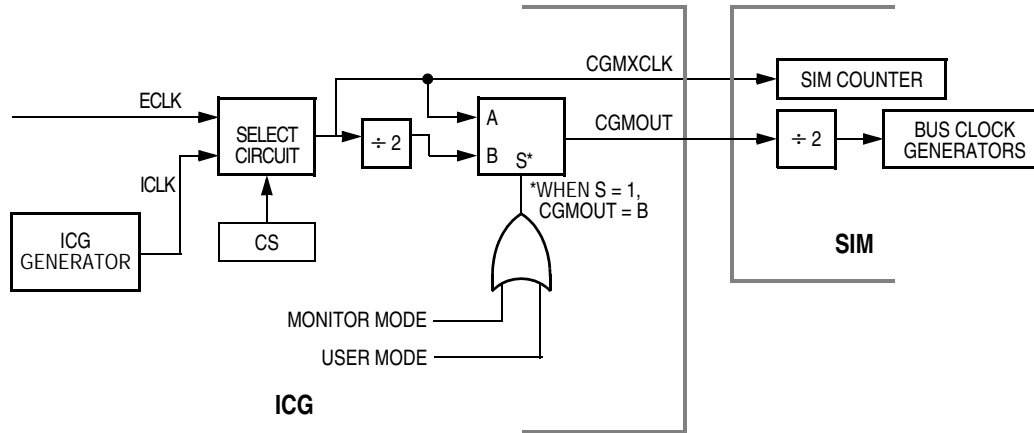 CGMXCLK
SIM COUNTER
ECLK
SELECT
CIRCUIT
÷ 2
A
B
S*
CGMOUT
÷ 2
BUS CLOCK
GENERATORS
ICLK
*WHEN S = 1,
CGMOUT = B
ICG
GENERATOR
CS
SIM
MONITOR MODE
USER MODE
ICG